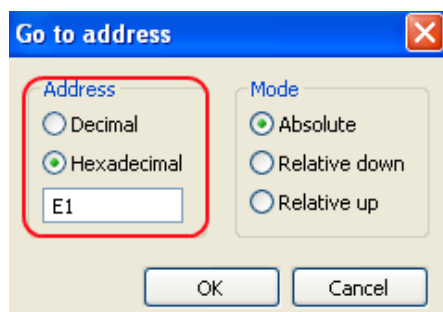 Go to address
Address
Decimal
Hexadecimal
E1
Mode
Absolute
Relative down
Relative up
OK
Cancel